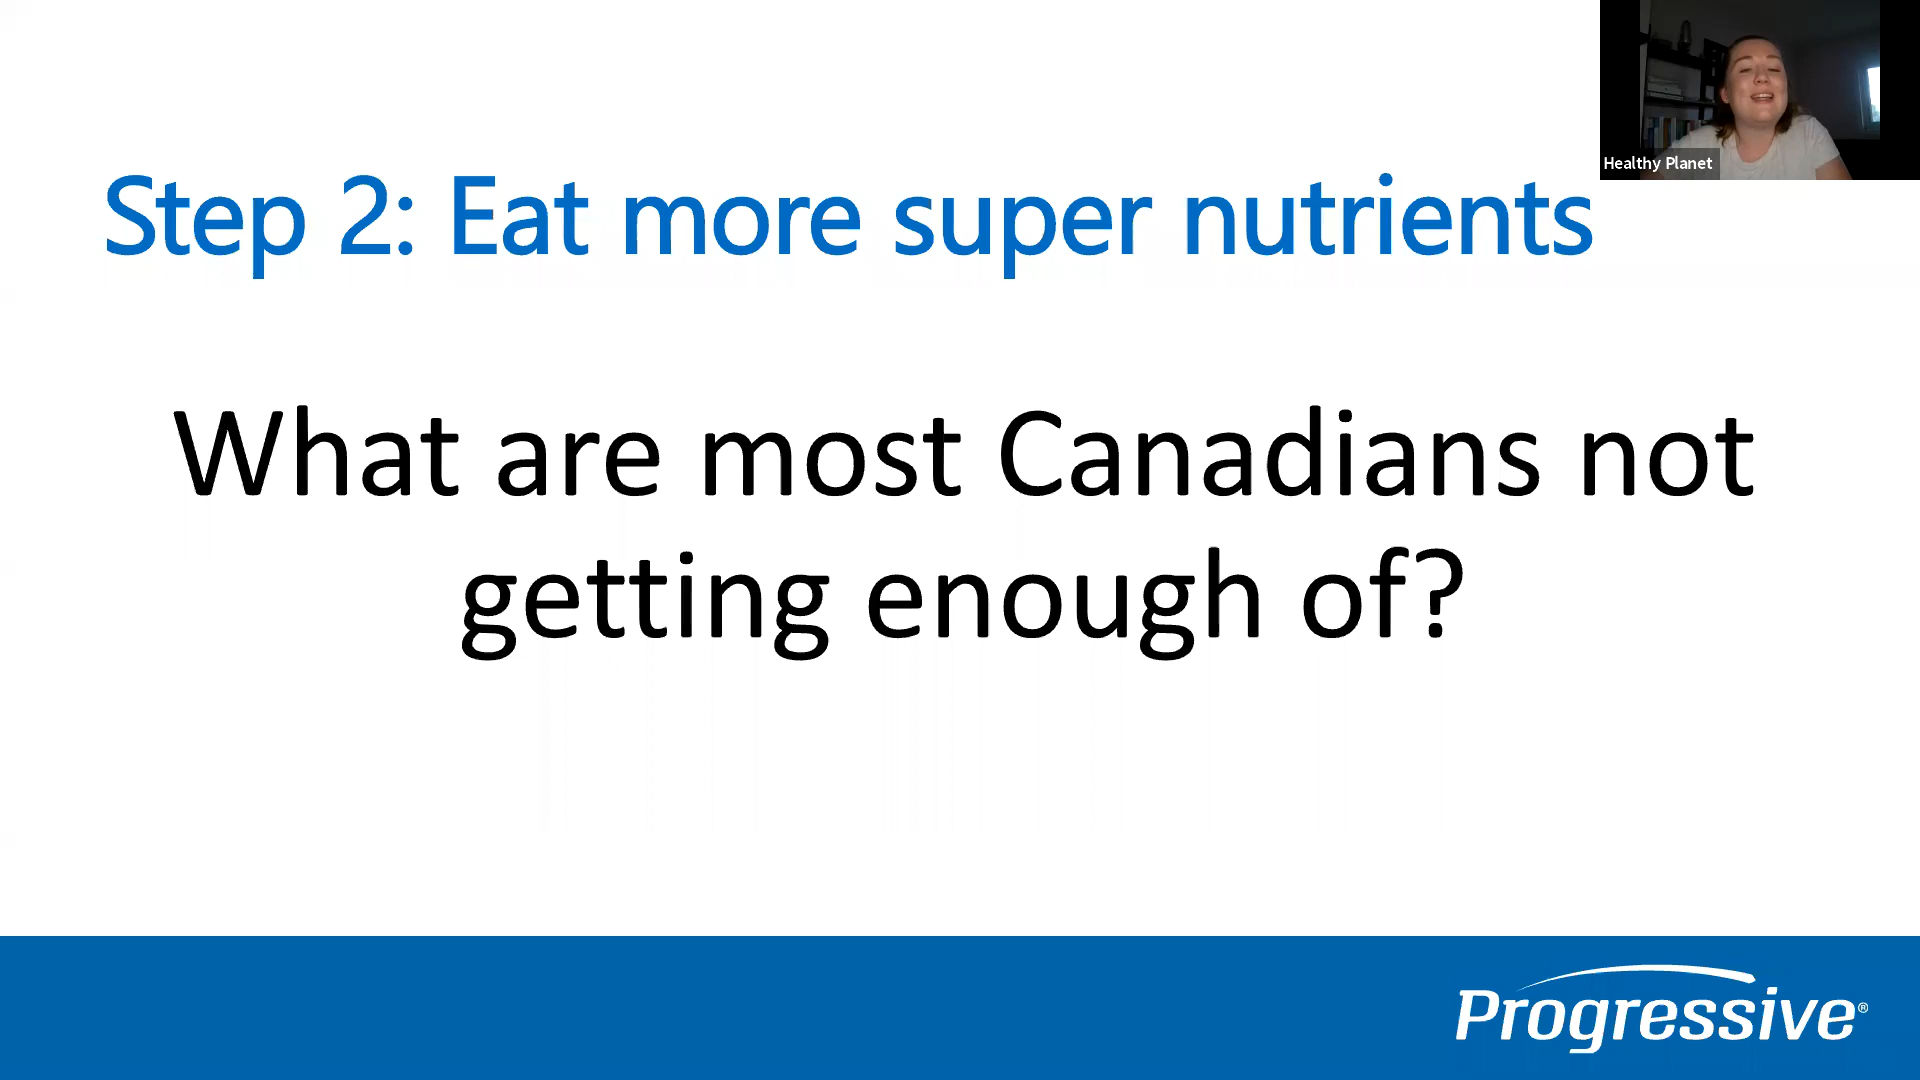 Healthy Planet
Step 2: Eat more super nutrients
What are most Canadians not
getting enough of?
Progressive®